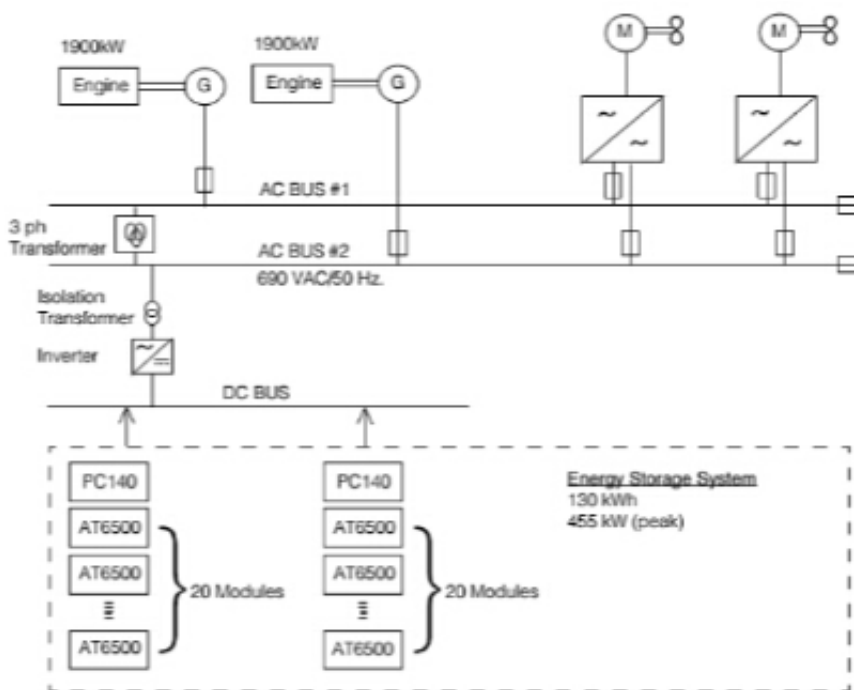 1900kW
1900kW
Engine
G
Engine
G
M
M
~
~
~
~
AC BUS #1
3 ph
Transformer
AC BUS #2
690 VAC/50 Hz.
Isolation
Transformer
Inverter
~
DC BUS
PC140
AT6500
AT6500
AT6500
20 Modules
PC140
AT6500
AT6500
AT6500
20 Modules
Energy Storage System
130 kWh
455 kW (peak)